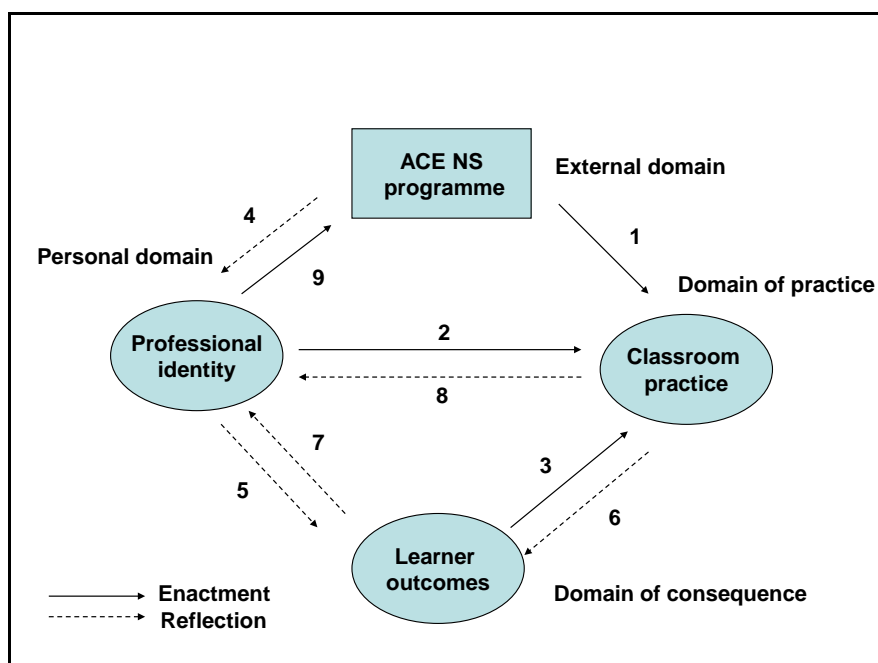 ACE NS
programme
External domain
4
1
Personal domain
9
Domain of practice
Professional
identity
2
Classroom
practice
8
7
3
5
6
Learner
outcomes
Enactment
Domain of consequence
Reflection